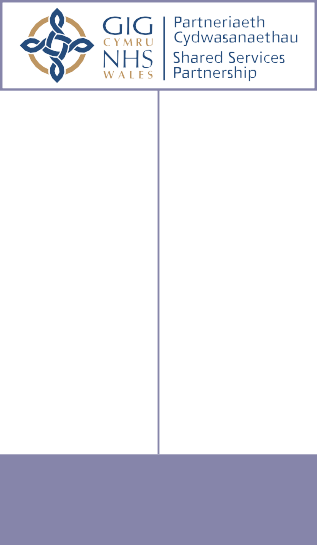 GIG
CYMRU
NHS
WALES
Partneriaeth
Cydwasanaethau
Shared Services
Partnership